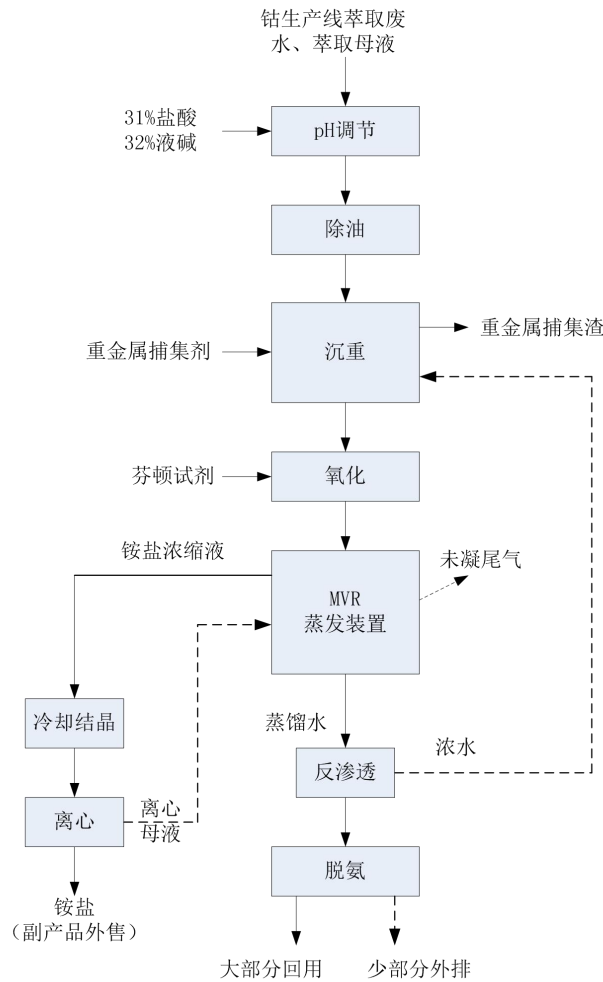 钴生产线萃取废
水、萃取母液
31%盐酸
32%液碱
pH调节
除油
重金属捕集剂
沉重
重金属捕集渣
芬顿试剂
氧化
铵盐浓缩液
未凝尾气
MVR
蒸发装置
冷却结晶
蒸馏水
浓水
反渗透
离心
离心
母液
脱氨
铵盐
（副产品外售）
大部分回用
少部分外排